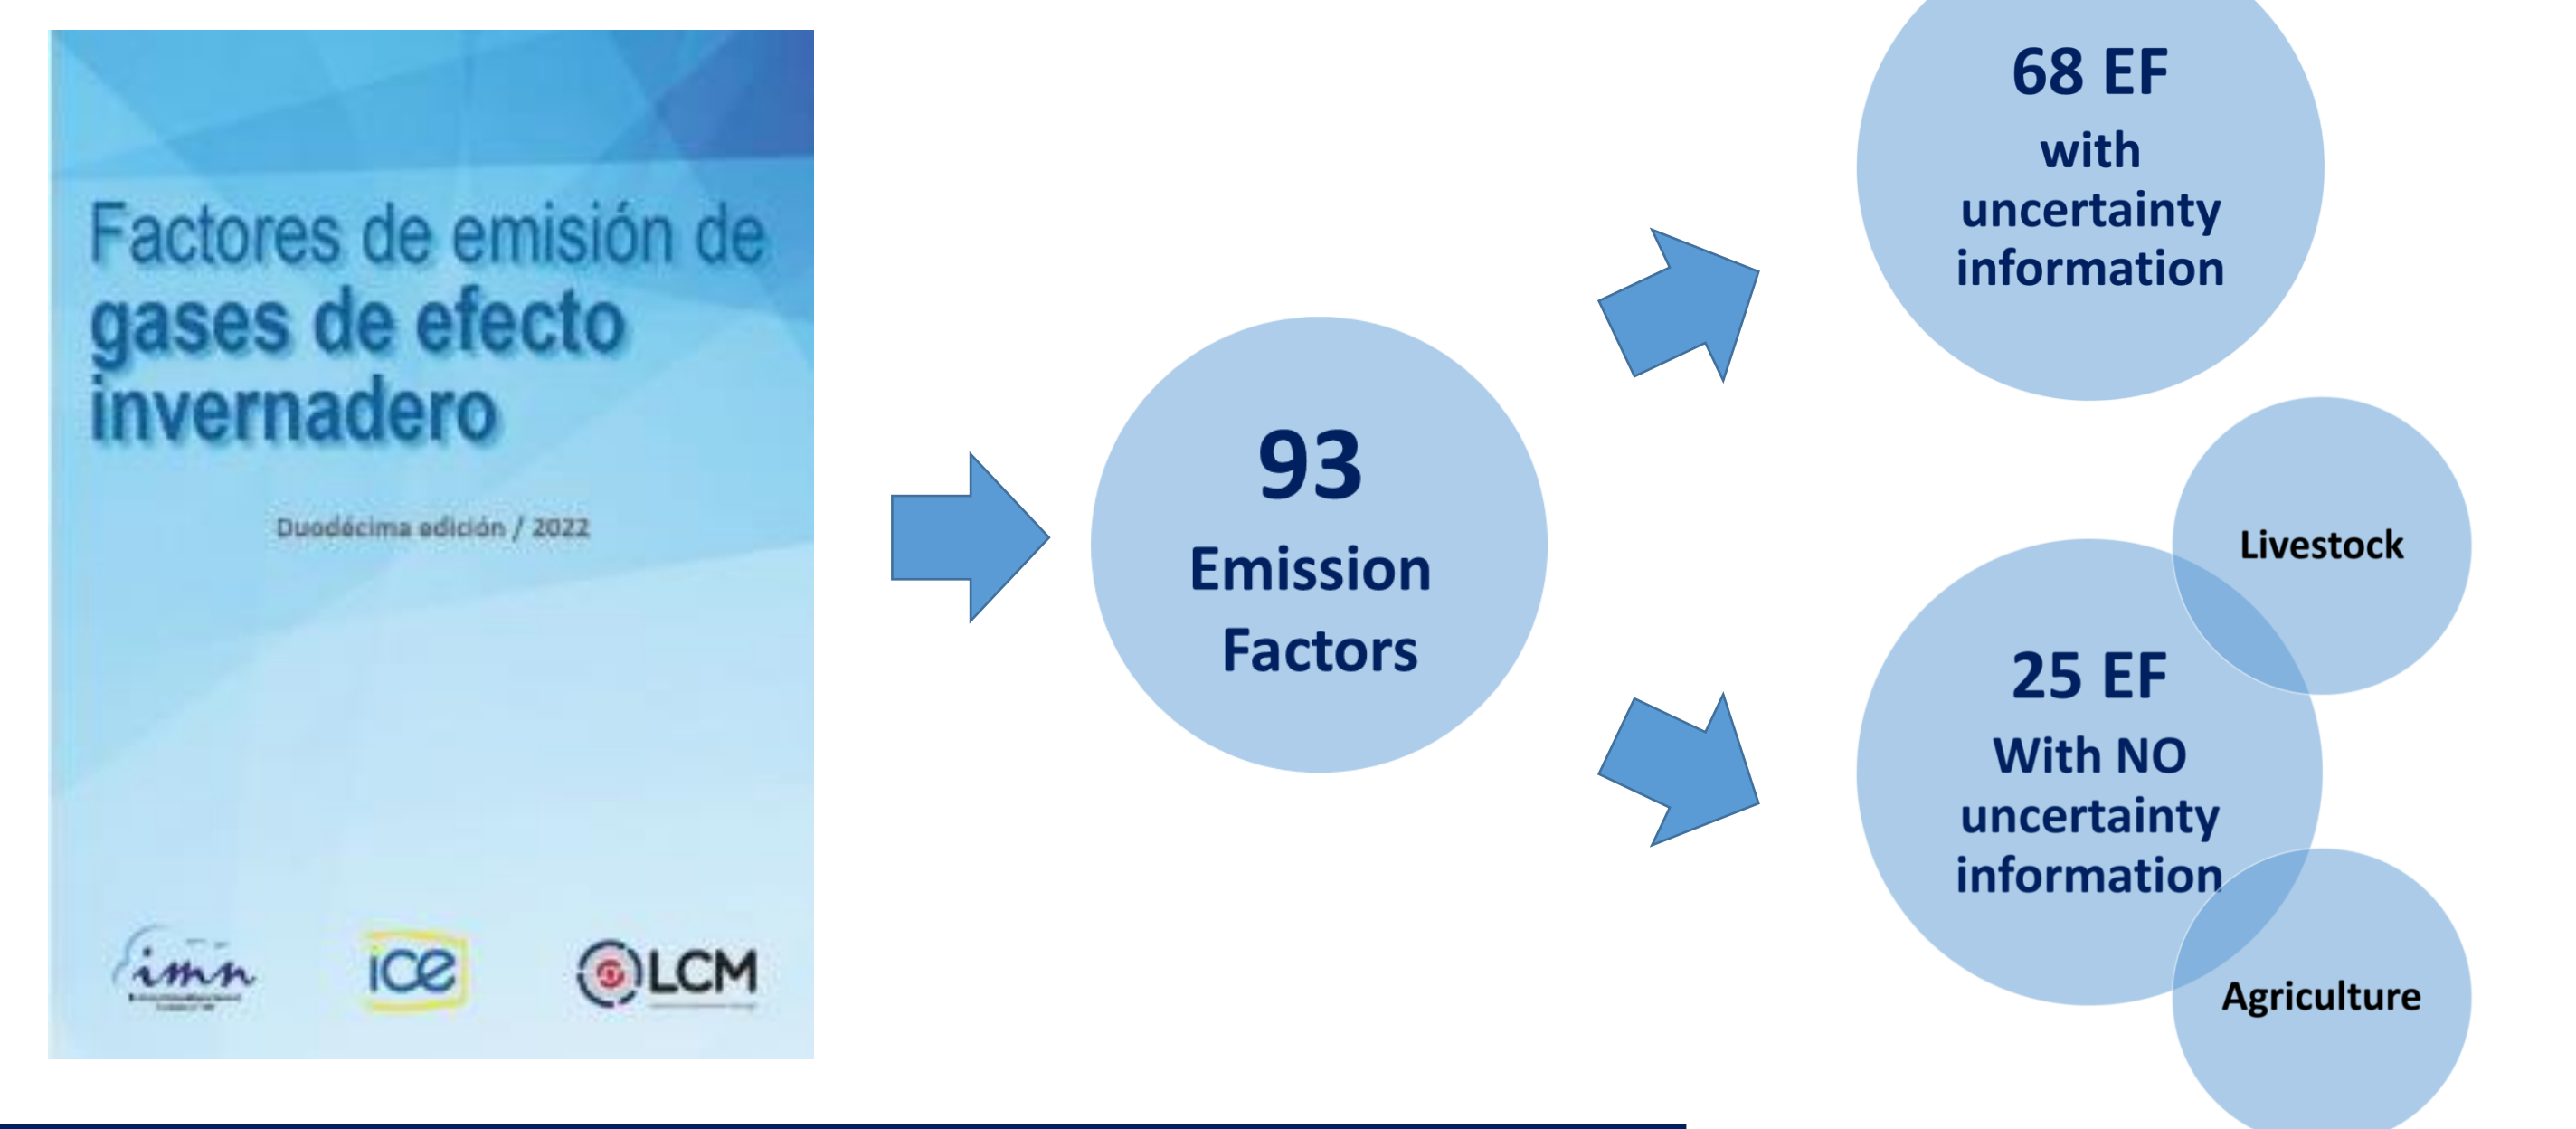 Factores de emisión de
gases de efecto
invernadero
Duodécima edición / 2022
imn
ice
LCM
93
Emission
Factors
68 EF
with
uncertainty
information
Livestock
25 EF
With NO
uncertainty
information
Agriculture